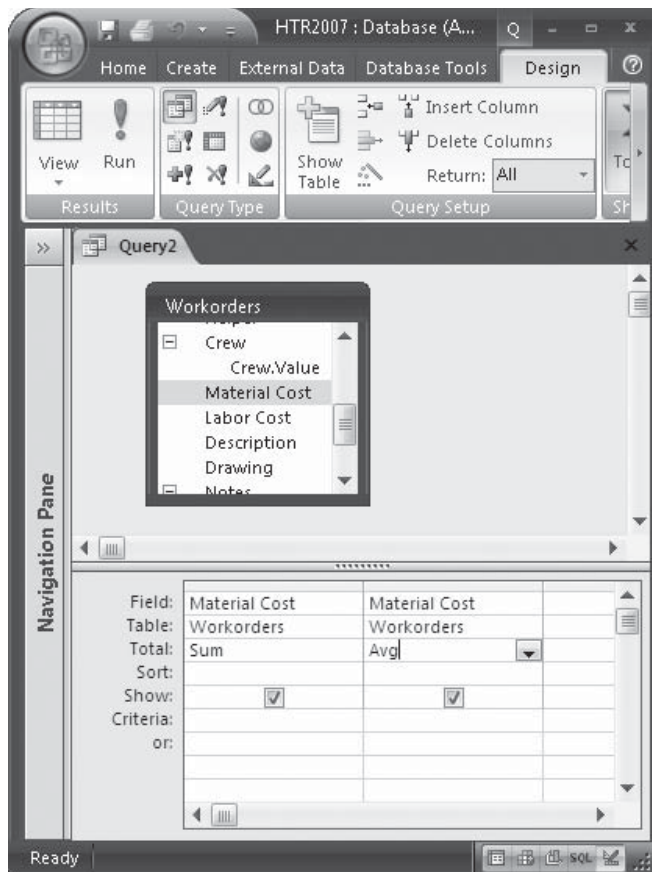 HTR2007 : Database (A... Q
Home Create External Data Database Tools Design
View Run Show Table Insert Column
Delete Columns
Return: All
Results Query Type Query Setup
Query2
Navigation Pane
Workorders
Crew
Crew.Value
Material Cost
Labor Cost
Description
Drawing
Notes
Field: Material Cost Material Cost
Table: Workorders Workorders
Total: Sum Avg
Sort:
Show:
Criteria:
or:
Ready SQL